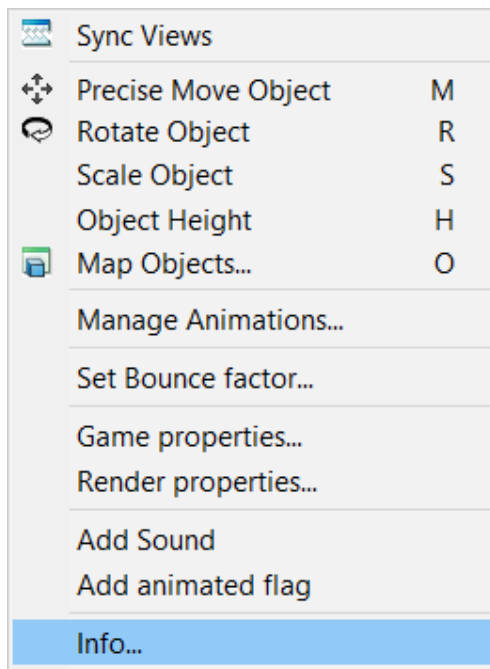 Sync Views
Precise Move Object M
Rotate Object R
Scale Object S
Object Height H
Map Objects... O
Manage Animations...
Set Bounce factor...
Game properties...
Render properties...
Add Sound
Add animated flag
Info...